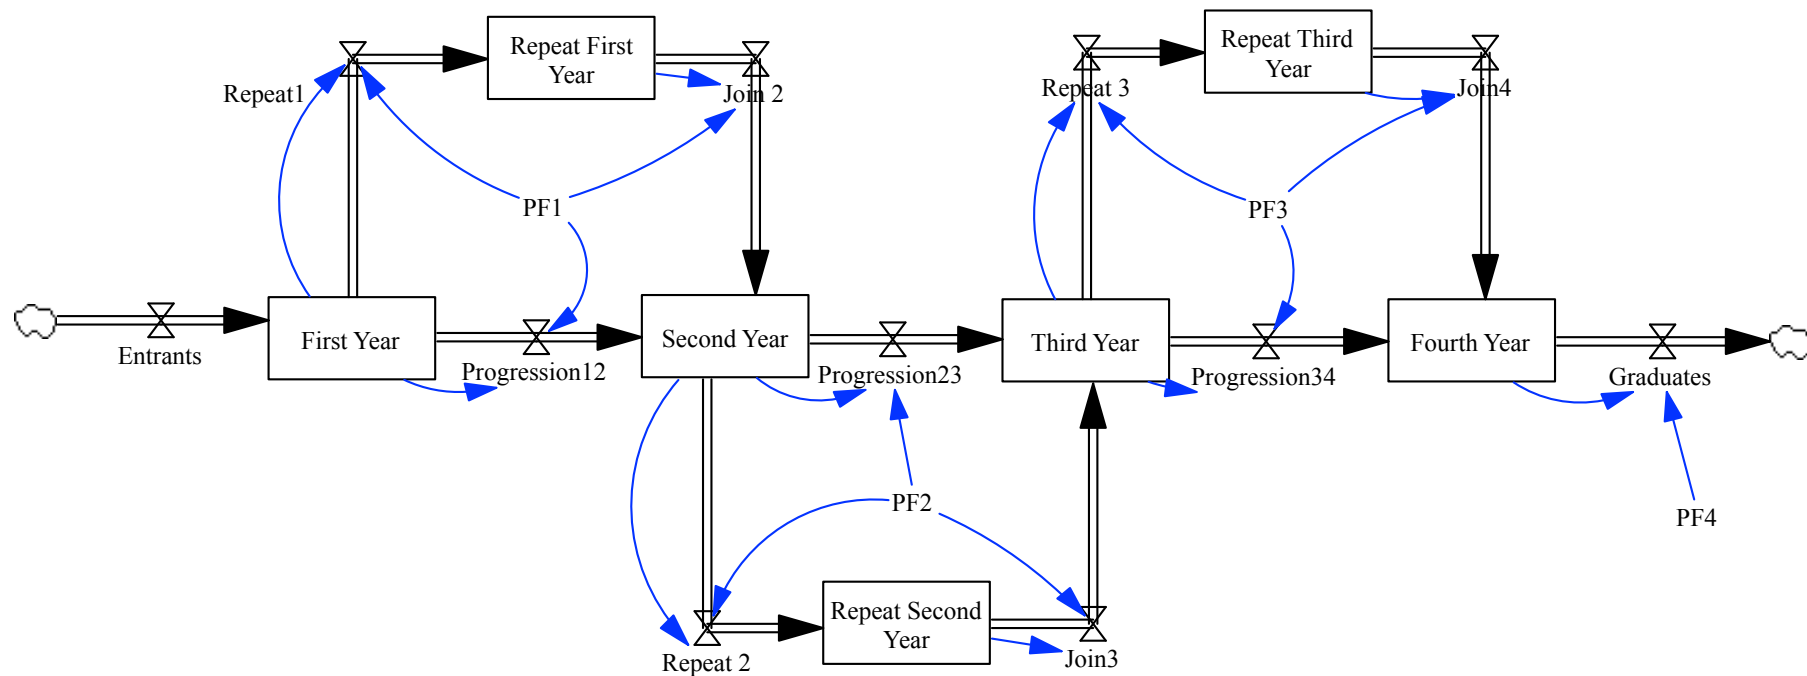 Repeat First
Year
Repeat Third
Year
Repeat1
Join 2
Repeat 3
Join4
PF1
PF3
Entrants
First Year
Progression12
Second Year
Progression23
Third Year
Progression34
Fourth Year
Graduates
PF2
PF4
Repeat Second
Year
Repeat 2
Join3